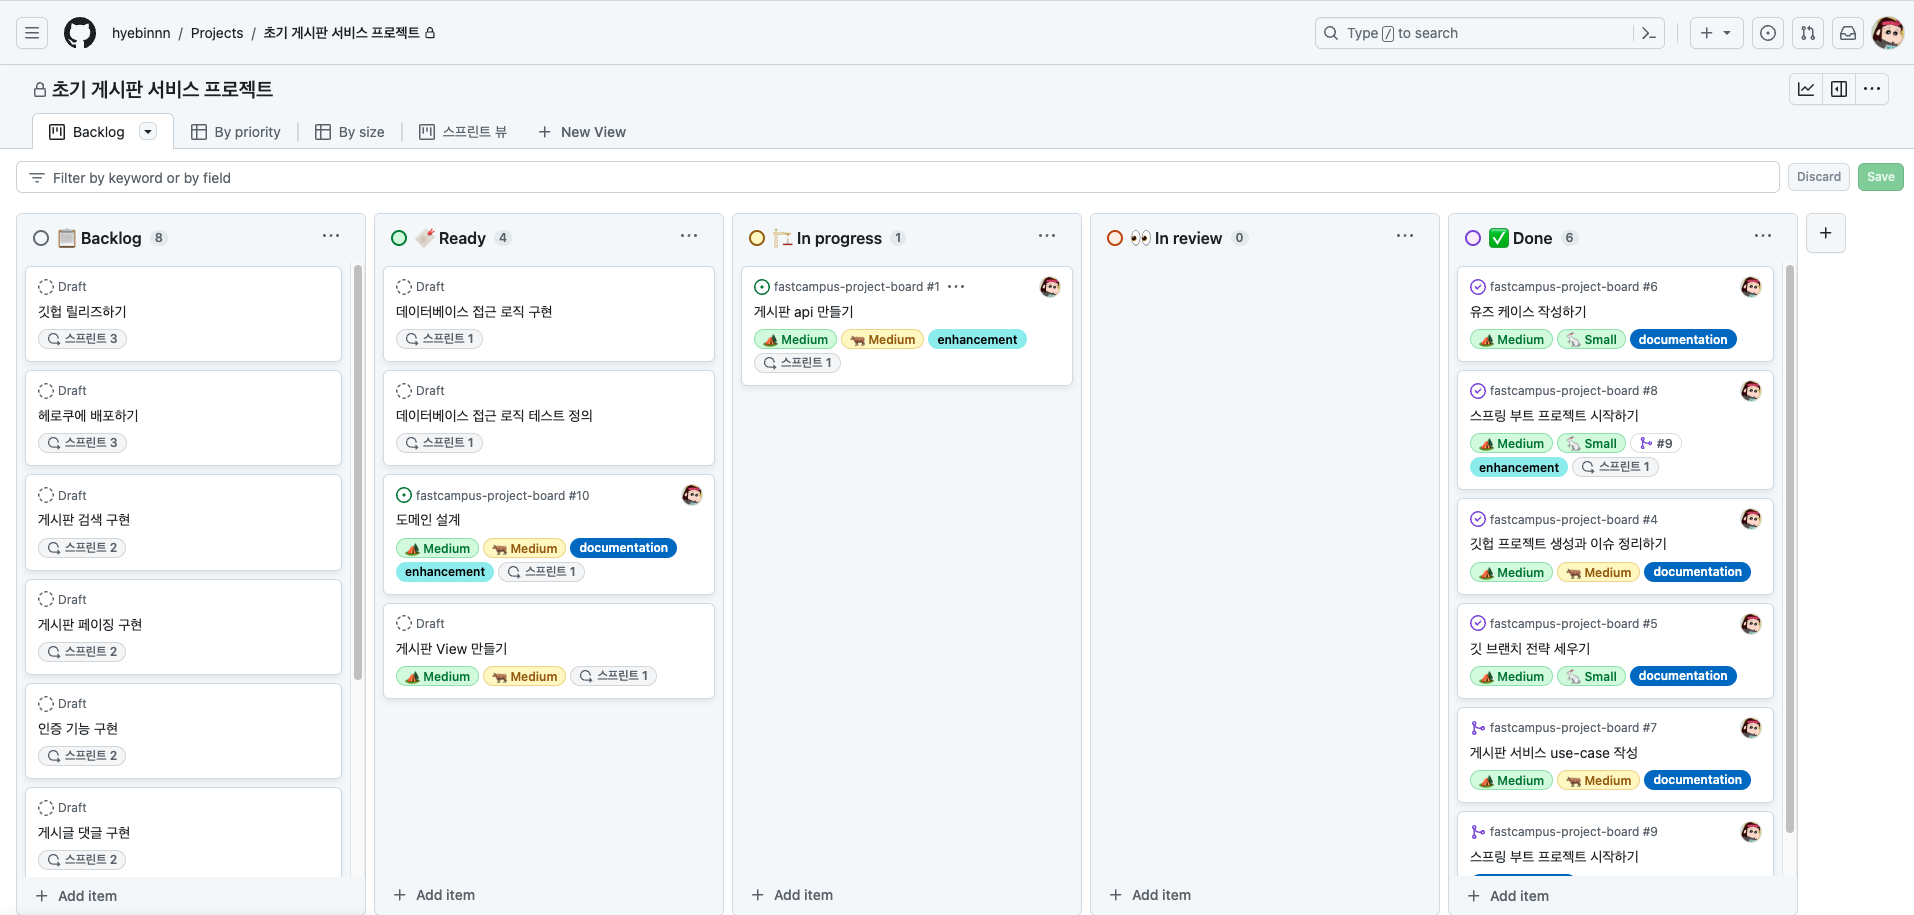 hyebinnn / Projects / 초기 게시판 서비스 프로젝트
Type / to search
초기 게시판 서비스 프로젝트
Backlog
By priority
By size
스프린트 뷰
New View
Filter by keyword or by field
Discard
Save
Backlog 8
Draft
깃헙 릴리즈하기
스프린트 3
Draft
헤로쿠에 배포하기
스프린트 3
Draft
게시판 검색 구현
스프린트 2
Draft
게시판 페이징 구현
스프린트 2
Draft
인증 기능 구현
스프린트 2
Draft
게시글 댓글 구현
스프린트 2
Add item
Ready 4
Draft
데이터베이스 접근 로직 구현
스프린트 1
Draft
데이터베이스 접근 로직 테스트 정의
스프린트 1
fastcampus-project-board #10
도메인 설계
Medium Medium documentation
enhancement 스프린트 1
Draft
게시판 View 만들기
Medium Medium 스프린트 1
Add item
In progress 1
fastcampus-project-board #1
게시판 api 만들기
Medium Medium enhancement
스프린트 1
Add item
In review 0
Add item
Done 6
fastcampus-project-board #6
유즈 케이스 작성하기
Medium Small documentation
fastcampus-project-board #8
스프링 부트 프로젝트 시작하기
Medium Small #9
enhancement 스프린트 1
fastcampus-project-board #4
깃헙 프로젝트 생성과 이슈 정리하기
Medium Medium documentation
fastcampus-project-board #5
깃 브랜치 전략 세우기
Medium Small documentation
fastcampus-project-board #7
게시판 서비스 use-case 작성
Medium Medium documentation
fastcampus-project-board #9
스프링 부트 프로젝트 시작하기
Add item